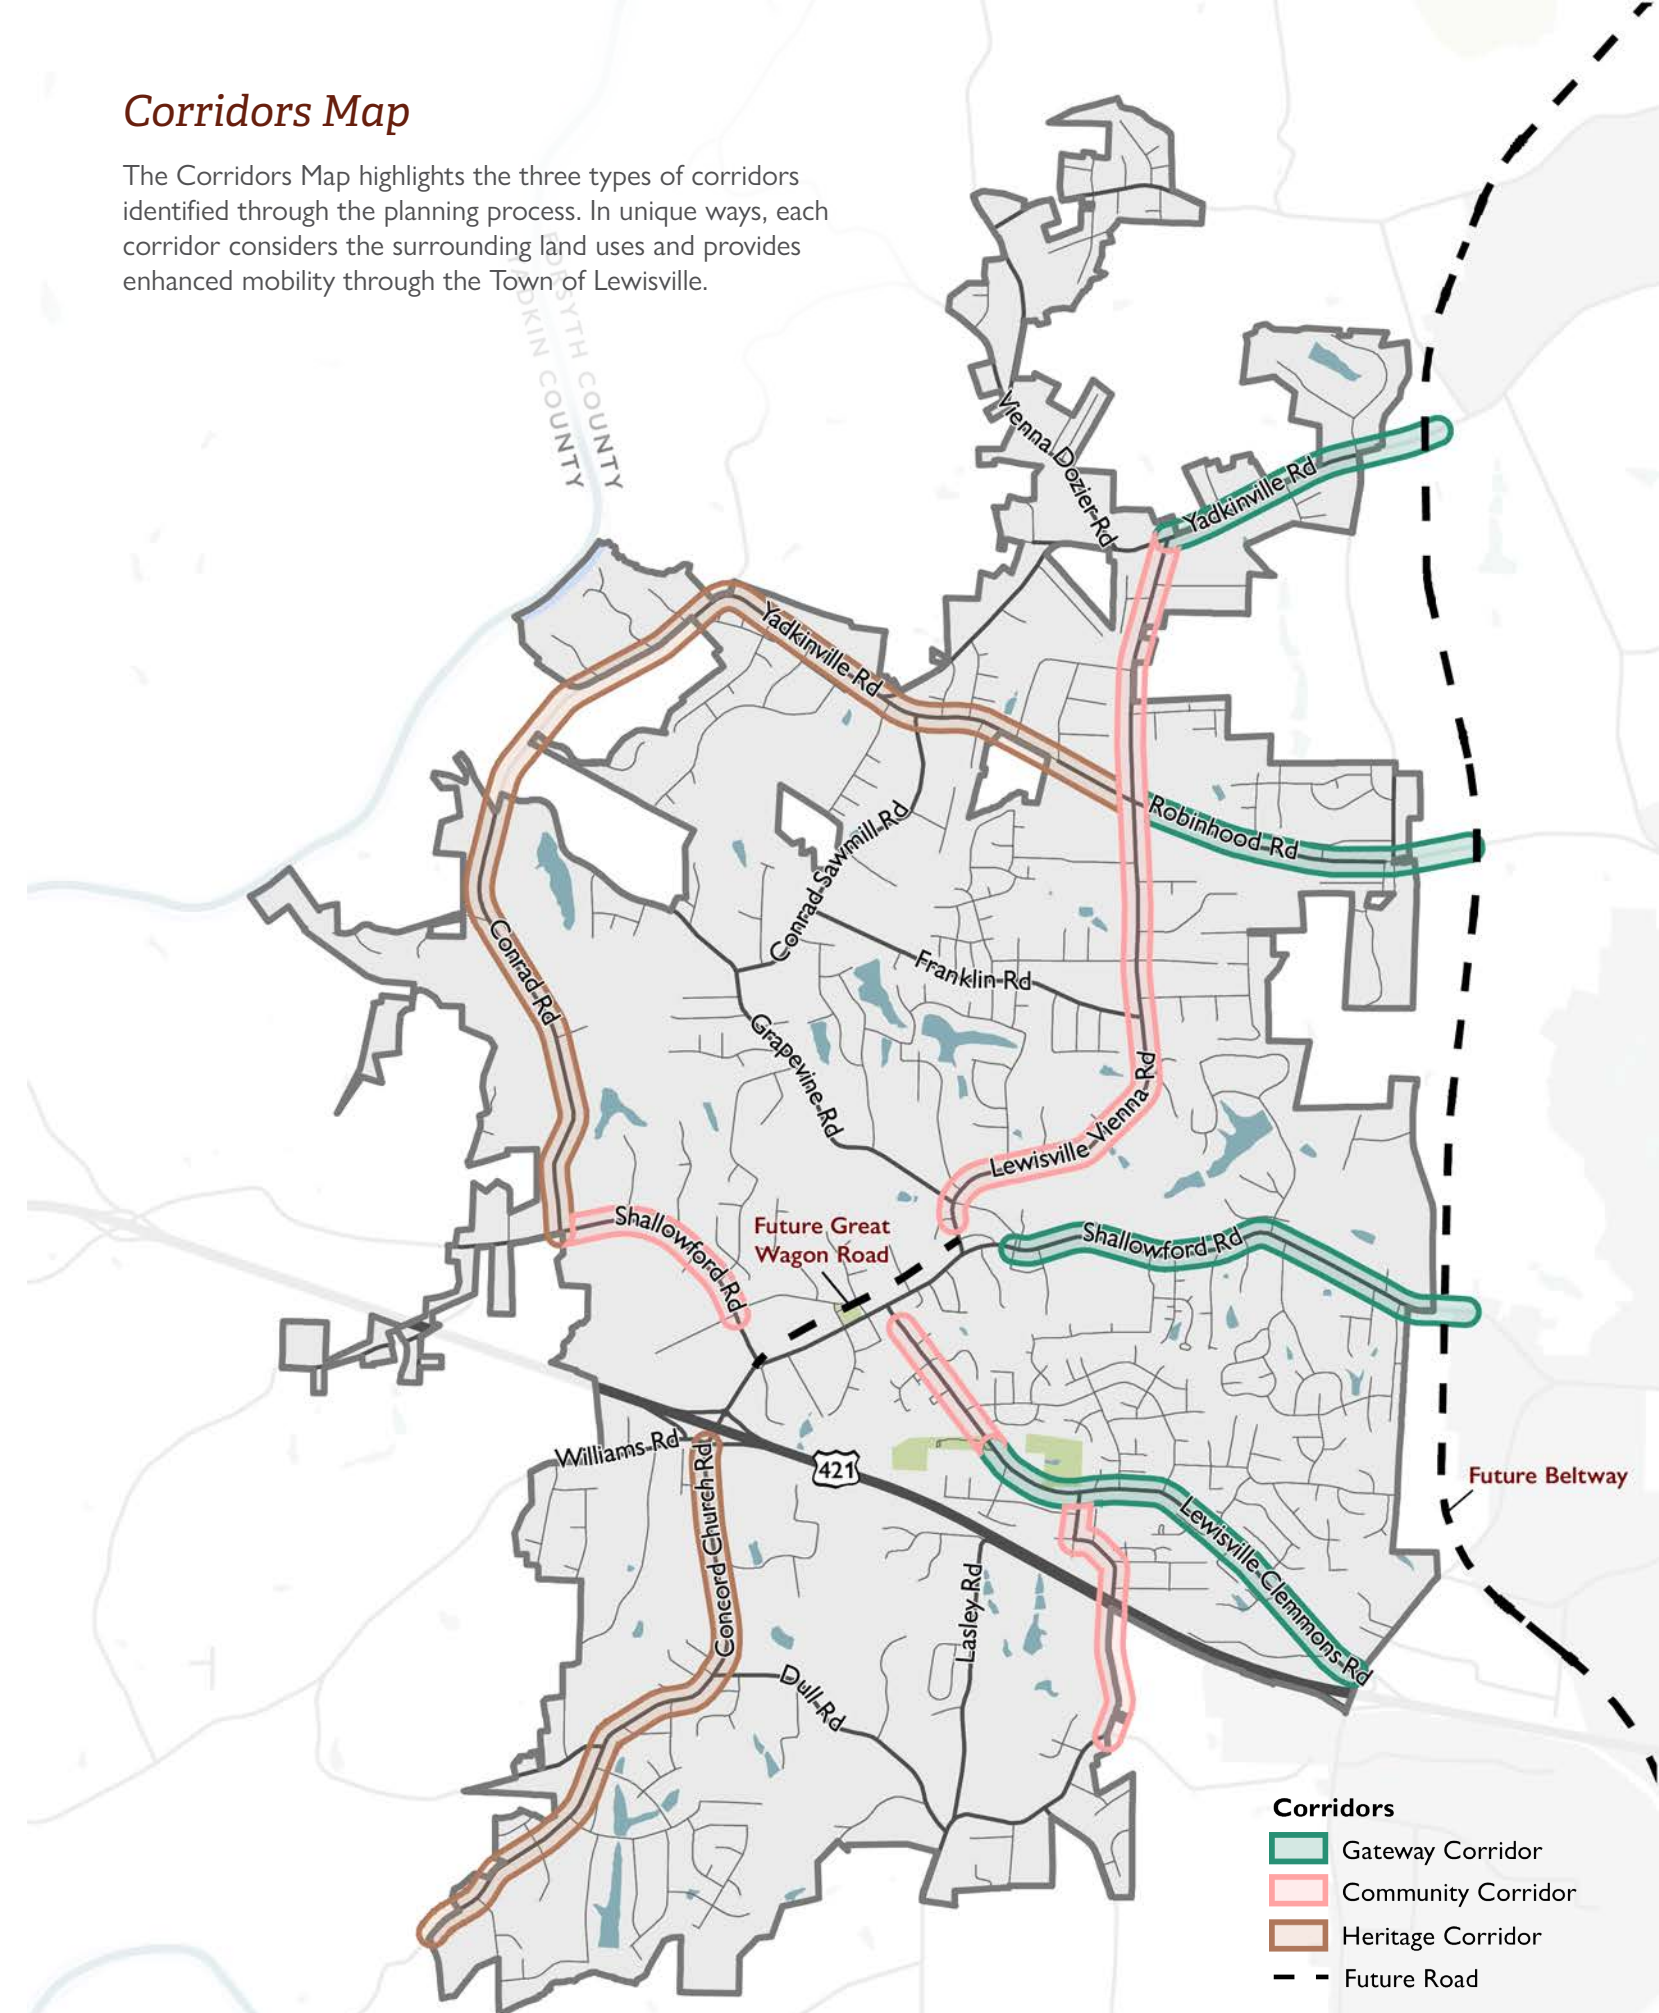 Corridors Map
The Corridors Map highlights the three types of corridors
identified through the planning process. In unique ways, each
corridor considers the surrounding land uses and provides
enhanced mobility through the Town of Lewisville.
FORSYTH COUNTY
YADKIN COUNTY
Vienna Dozier Rd
Yadkinville Rd
Yadkinville Rd
Robinhood Rd
Conrad Sawmill Rd
Conrad Rd
Franklin Rd
Grapevine Rd
Lewisville Vienna Rd
Shallowford Rd
Future Great
Wagon Road
Shallowford Rd
Williams Rd
421
Future Beltway
Concord Church Rd
Lewisville Clemmons Rd
Lasley Rd
Dull Rd
Corridors
Gateway Corridor
Community Corridor
Heritage Corridor
Future Road